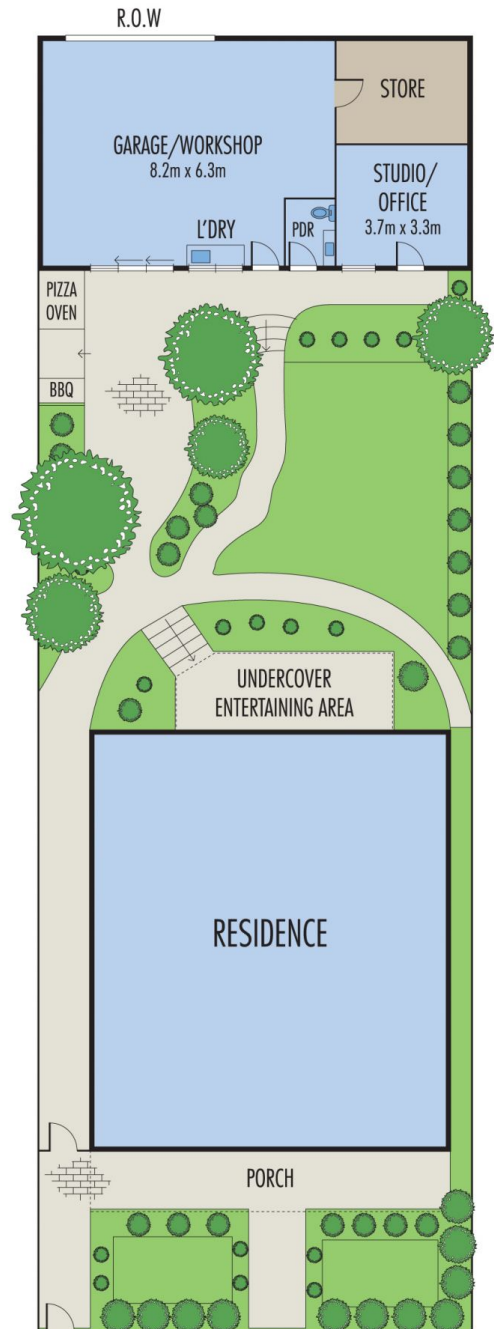 R.O.W
STORE
GARAGE/WORKSHOP
8.2m x 6.3m
STUDIO/
OFFICE
3.7m x 3.3m
L'DRY
PDR
PIZZA
OVEN
BBQ
UNDERCOVER
ENTERTAINING AREA
RESIDENCE
PORCH